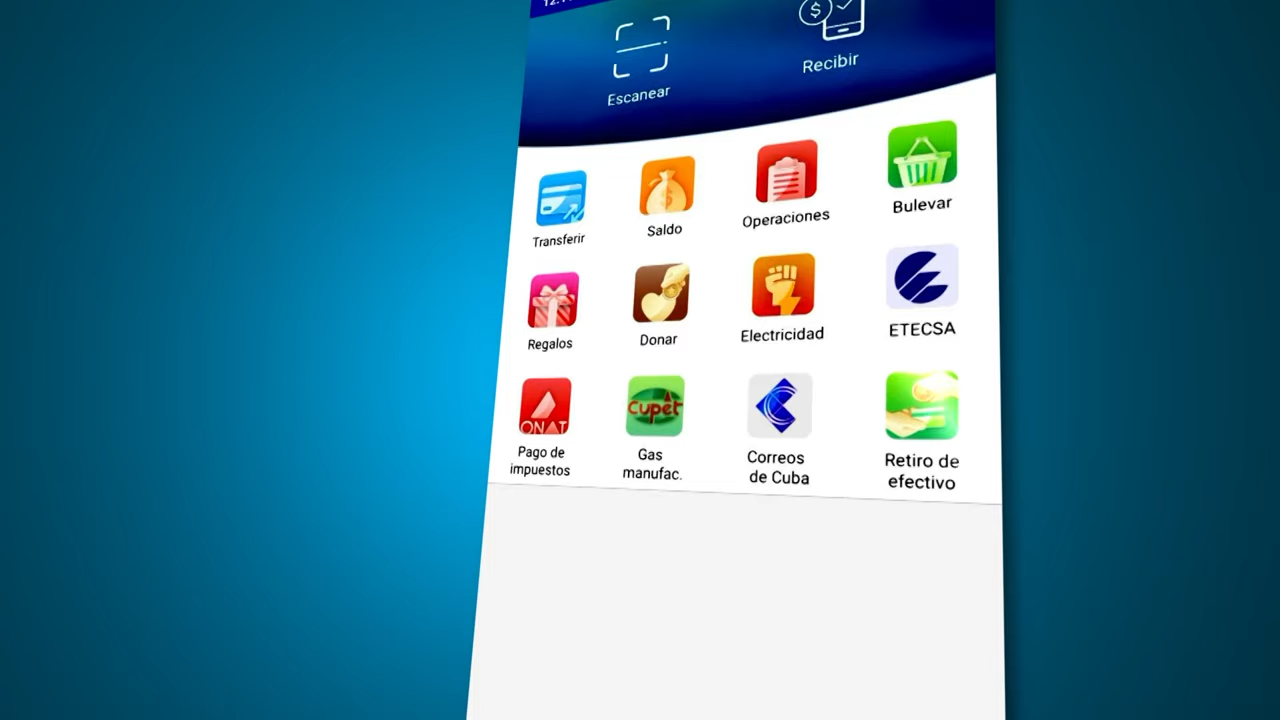 Escanear
Recibir
Transferir
Saldo
Operaciones
Bulevar
Regalos
Donar
Electricidad
ETECSA
ONAT
Cupet
Pago de
impuestos
Gas
manufac.
Correos
de Cuba
Retiro de
efectivo